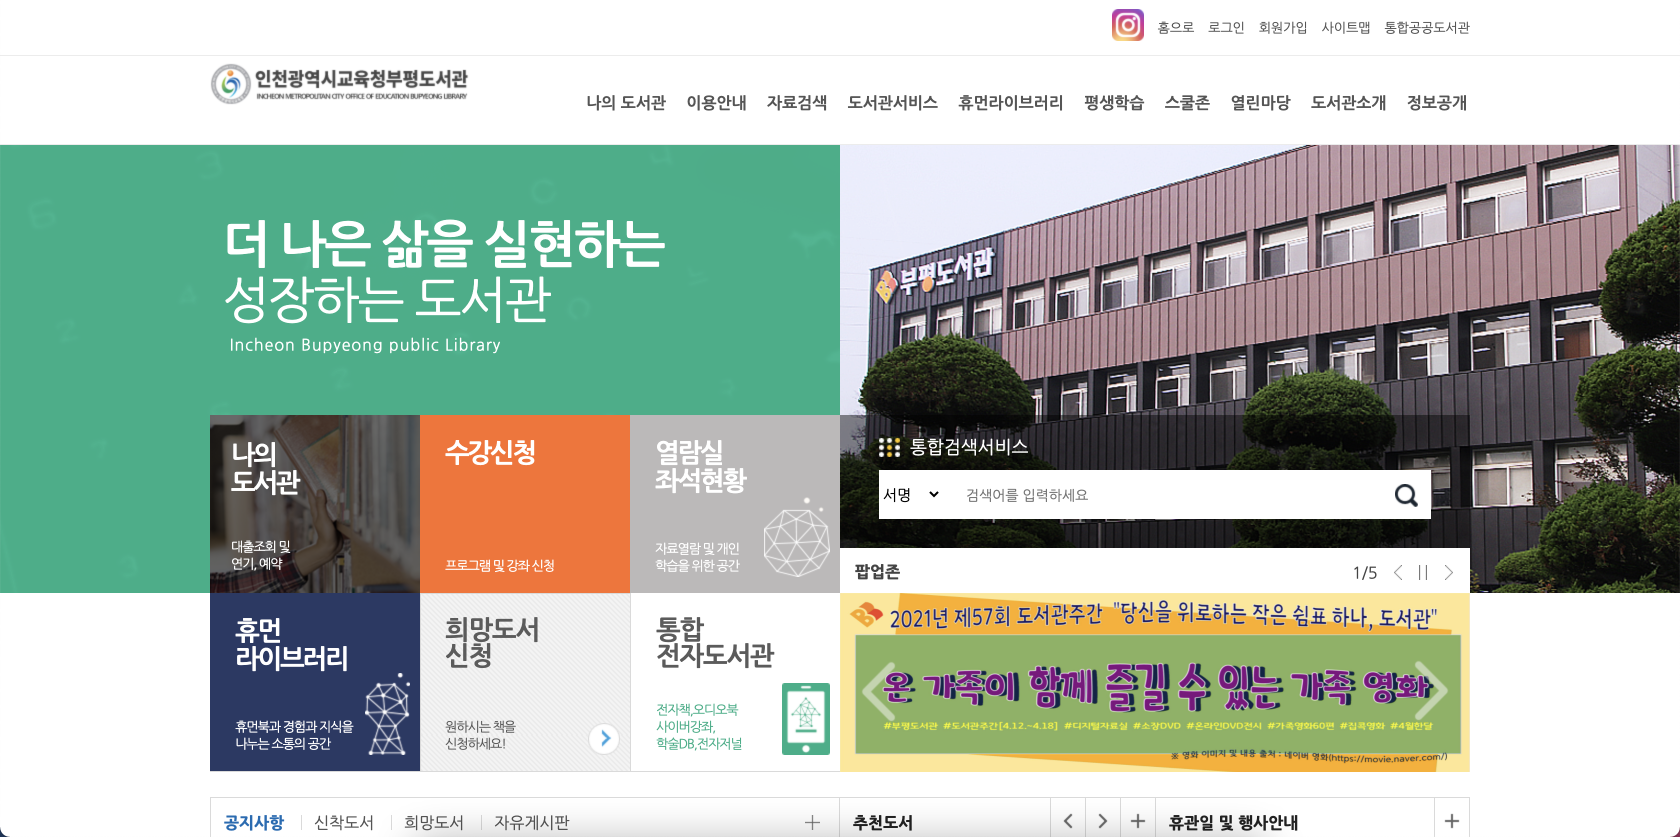 홈으로 로그인 회원가입 사이트맵 통합공공도서관
인천광역시교육청부평도서관
INCHEON METROPOLITAN CITY OFFICE OF EDUCATION BUPYEONG LIBRARY
나의 도서관 이용안내 자료검색 도서관서비스 휴먼라이브러리 평생학습 스쿨존 열린마당 도서관소개 정보공개
더 나은 삶을 실현하는
성장하는 도서관
Incheon Bupyeong public Library
부평도서관
나의
도서관
대출조회 및
연기, 예약
수강신청
프로그램 및 강좌 신청
열람실
좌석현황
자료열람 및 개인
학습을 위한 공간
통합검색서비스
서명 검색어를 입력하세요
팝업존 1/5
휴먼
라이브러리
휴먼북과 경험과 지식을
나누는 소통의 공간
희망도서
신청
원하시는 책을
신청하세요!
통합
전자도서관
전자책,오디오북
사이버강좌,
학술DB,전자저널
2021년 제57회 도서관주간 "당신을 위로하는 작은 쉼표 하나, 도서관"
온 가족이 함께 즐길 수 있는 가족 영화
#부평도서관 #도서관주간[4.12.~4.18] #디지털자료실 #소장DVD #온라인DVD전시 #가족영화60편 #집콕영화 #4월한달
※ 영화 이미지 및 내용 출처 : 네이버 영화(https://movie.naver.com/)
공지사항 신착도서 희망도서 자유게시판
추천도서
휴관일 및 행사안내